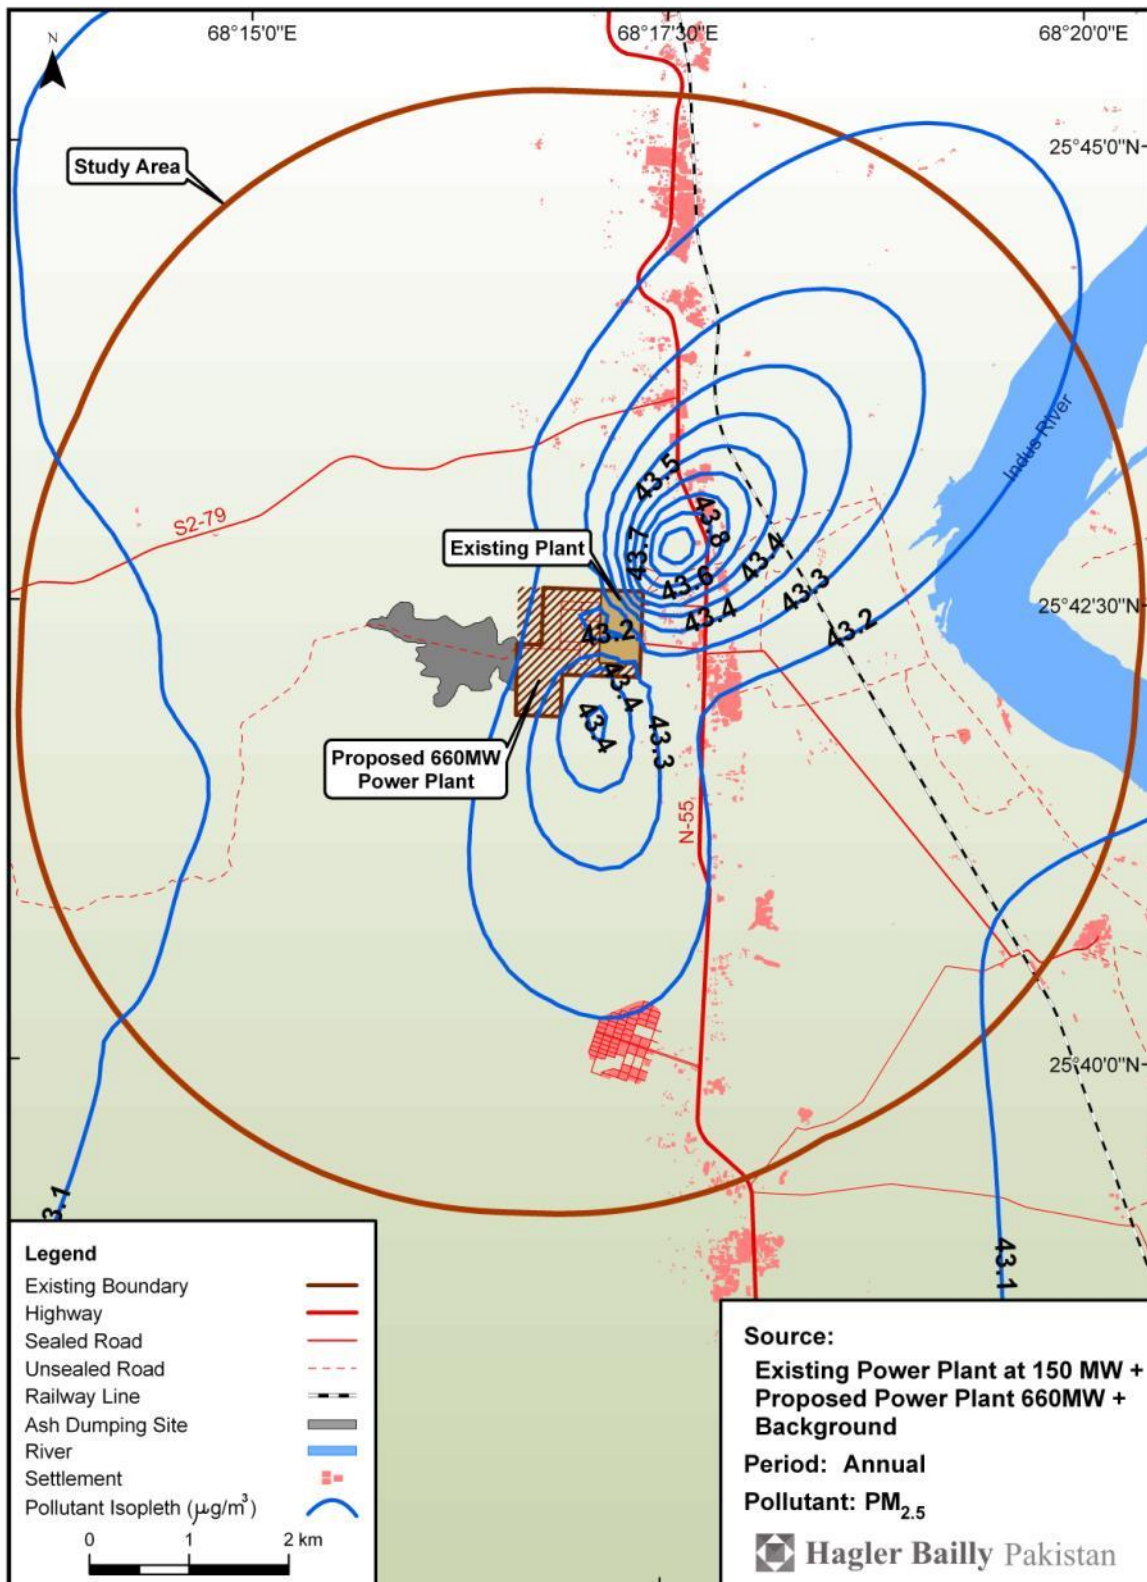 68°15'0"E
68°17'30"E
68°20'0"E
N
25°45'0"N
Study Area
Indus River
43.5
43.8
S2-79
43.7
Existing Plant
43.4
43.6
43.3
43.4
43.2
25°42'30"N
43.2
43.4
43.4
43.3
Proposed 660MW
Power Plant
N-55
25°40'0"N
3.1
43.1
Legend
Existing Boundary
Highway
Sealed Road
Unsealed Road
Railway Line
Ash Dumping Site
River
Settlement
Pollutant Isopleth (µg/m³)
0 1 2 km
Source:
Existing Power Plant at 150 MW +
Proposed Power Plant 660MW +
Background
Period: Annual
Pollutant: PM2.5
Hagler Bailly Pakistan